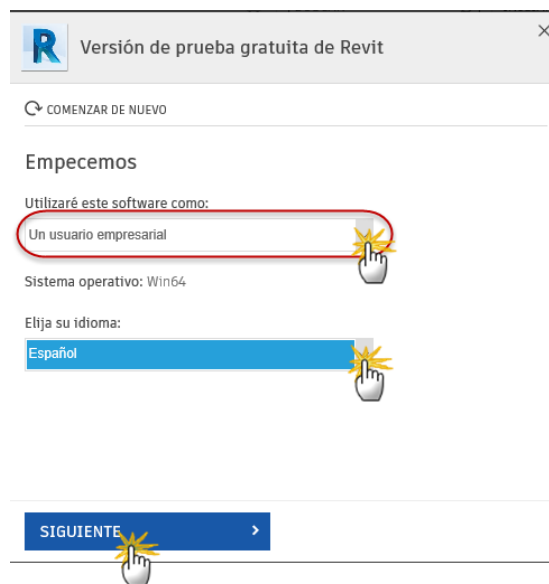 R
Versión de prueba gratuita de Revit
COMENZAR DE NUEVO
Empecemos
Utilizaré este software como:
Un usuario empresarial
Sistema operativo: Win64
Elija su idioma:
Español
SIGUIENTE